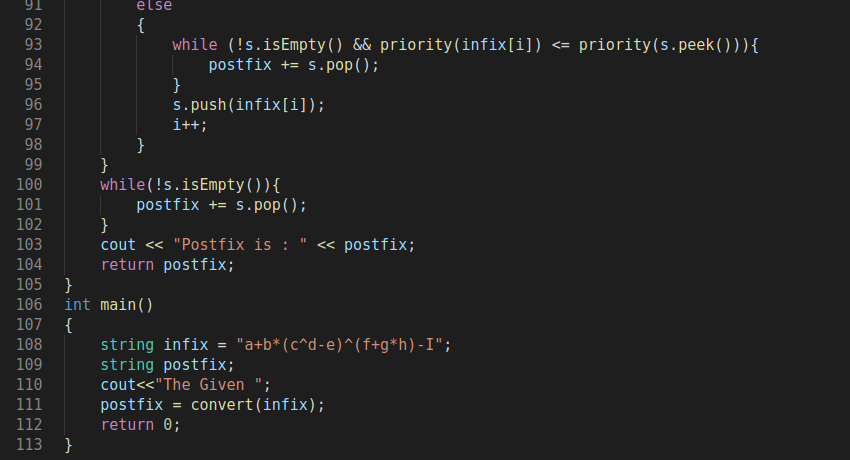 91 else
92 {
93 while (!s.isEmpty() && priority(infix[i]) <= priority(s.peek())){
94 postfix += s.pop();
95 }
96 s.push(infix[i]);
97 i++;
98 }
99 }
100 while(!s.isEmpty()){
101 postfix += s.pop();
102 }
103 cout << "Postfix is : " << postfix;
104 return postfix;
105 }
106 int main()
107 {
108 string infix = "a+b*(c^d-e)^(f+g*h)-I";
109 string postfix;
110 cout<<"The Given ";
111 postfix = convert(infix);
112 return 0;
113 }